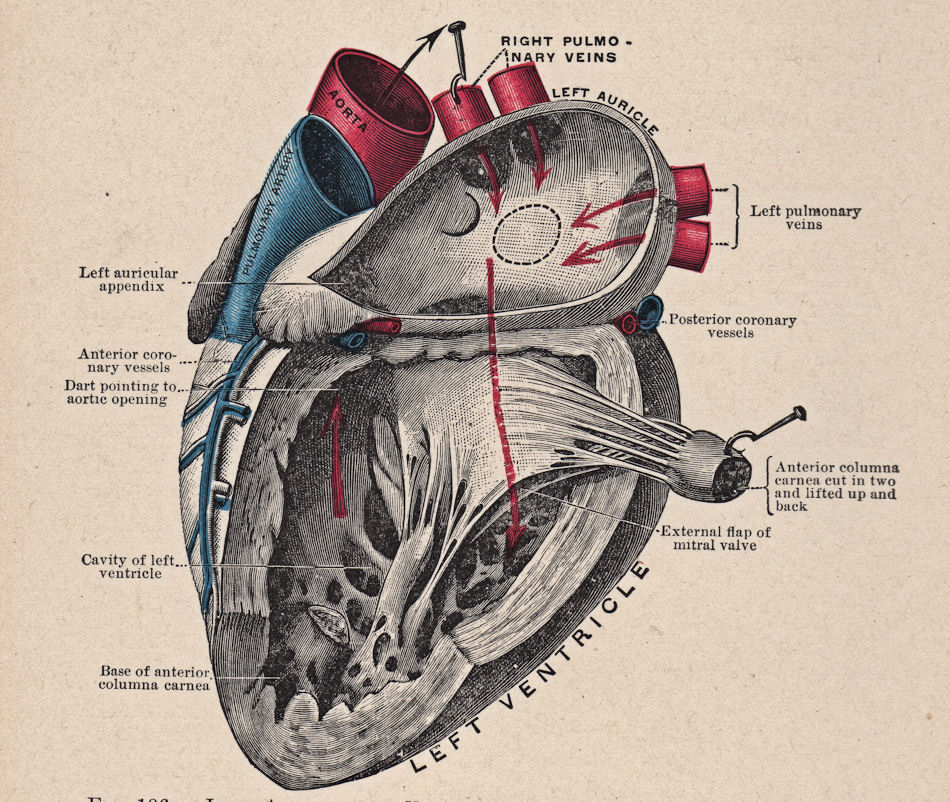 RIGHT PULMO-
NARY VEINS
LEFT AURICLE
AORTA
PULMONARY ARTERY
Left pulmonary
veins
Left auricular
appendix
Posterior coronary
vessels
Anterior coro-
nary vessels
Dart pointing to
aortic opening
Anterior columna
carnea cut in two
and lifted up and
back
External flap of
mitral valve
Cavity of left
ventricle
Base of anterior
columna carnea
LEFT VENTRICLE